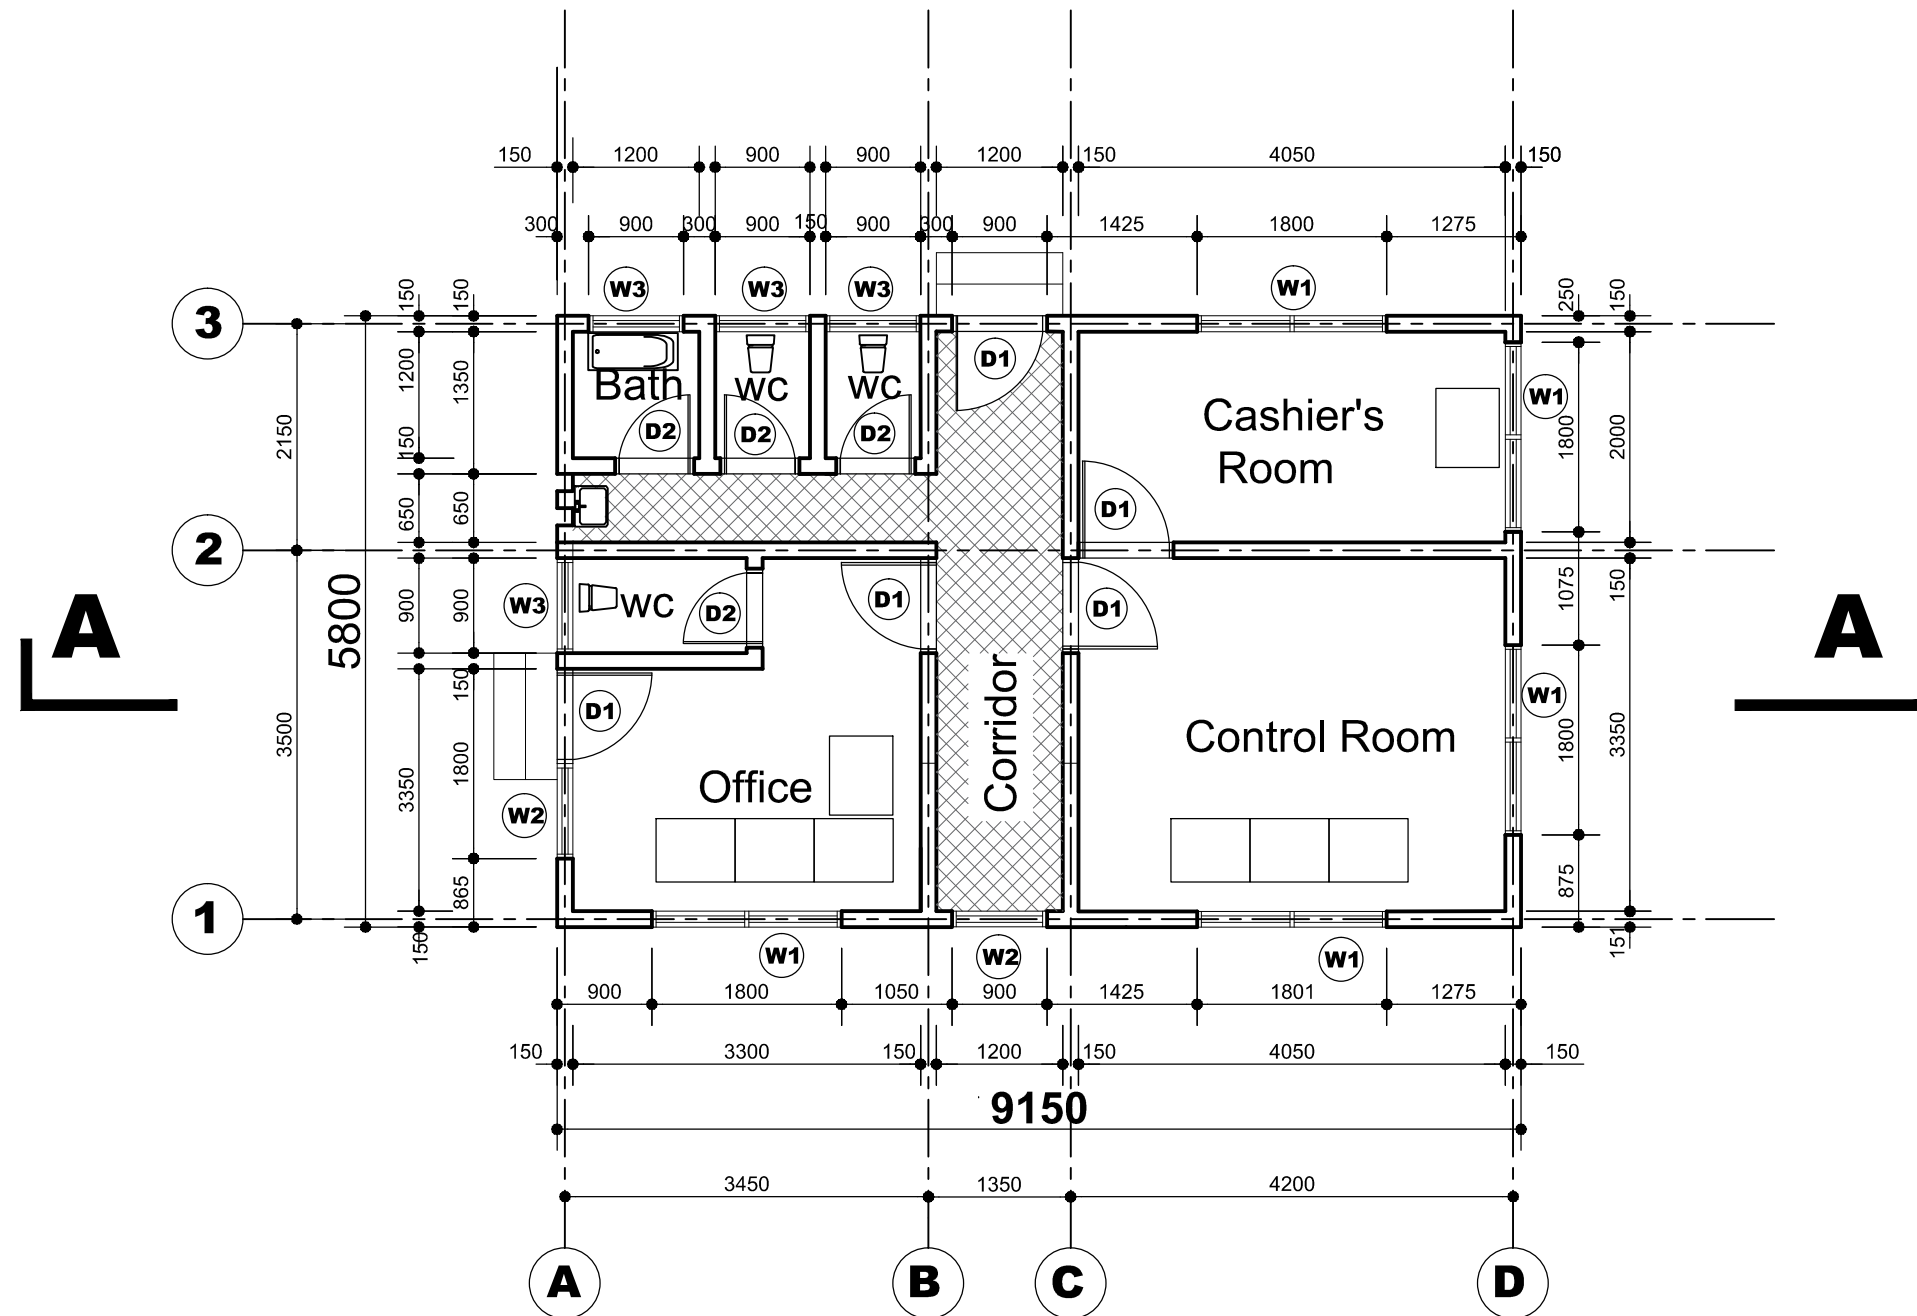 150 1200 900 900 1200 150 4050 150
300 900 300 900 150 900 300 900 1425 1800 1275
W3 W3 W3 W1
3
2
1
150 1200 150 650 900 3350 150
150 1350 650 900 150 1800 865
2150 3500
5800
250 1800 1075 1800 875
150 2000 150 3350 151
D1
Bath wc wc
D2 D2 D2
Cashier's
Room
W1
D1
W3 wc D2 D1 D1
A A
D1
Corridor
W1
Control Room
Office
W2
W1 W2 W1
900 1800 1050 900 1425 1801 1275
150 3300 150 1200 150 4050 150
9150
3450 1350 4200
A B C D